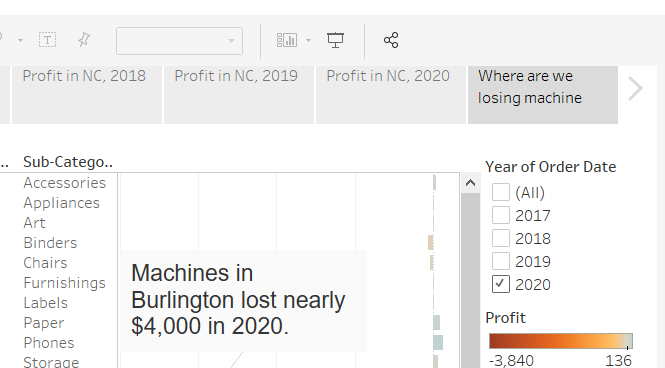 Profit in NC, 2018
Profit in NC, 2019
Profit in NC, 2020
Where are we
losing machine
.. Sub-Catego..
Accessories
Appliances
Art
Binders
Chairs
Furnishings
Labels
Paper
Phones
Storage
Machines in
Burlington lost nearly
$4,000 in 2020.
Year of Order Date
(All)
2017
2018
2019
2020
Profit
-3,840 136